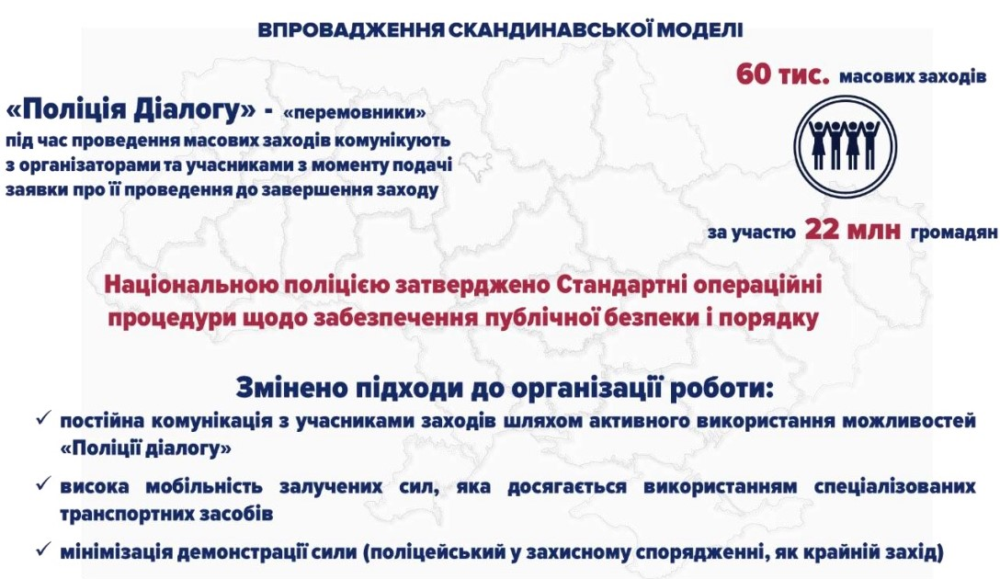 ВПРОВАДЖЕННЯ СКАНДИНАВСЬКОЇ МОДЕЛІ
60 тис. масових заходів
«Поліція Діалогу» - «перемовники»
під час проведення масових заходів комунікують
з організаторами та учасниками з моменту подачі
заявки про її проведення до завершення заходу
за участю 22 млн громадян
Національною поліцією затверджено Стандартні операційні
процедури щодо забезпечення публічної безпеки і порядку
Змінено підходи до організації роботи:
✓ постійна комунікація з учасниками заходів шляхом активного використання можливостей
«Поліції діалогу»
✓ висока мобільність залучених сил, яка досягається використанням спеціалізованих
транспортних засобів
✓ мінімізація демонстрації сили (поліцейський у захисному спорядженні, як крайній захід)